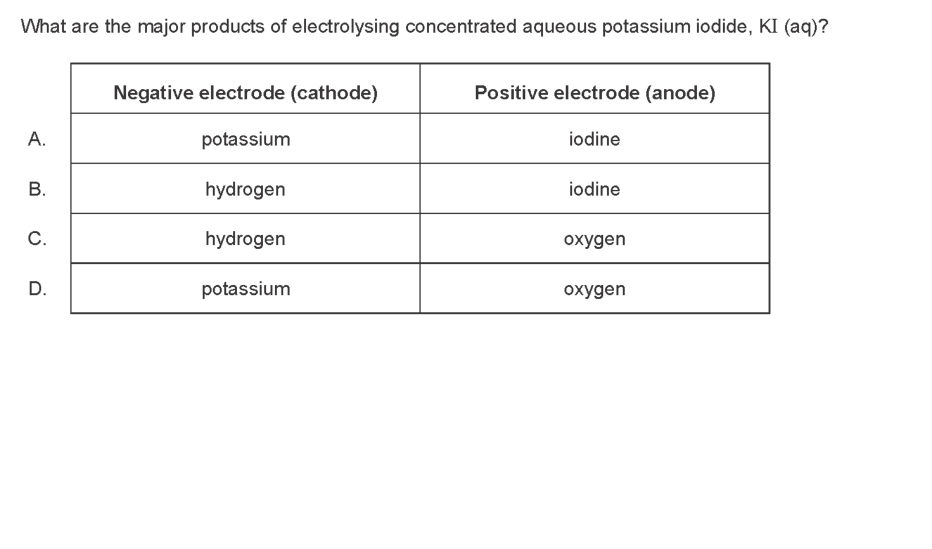 What are the major products of electrolysing concentrated aqueous potassium iodide, KI (aq)?
Negative electrode (cathode) Positive electrode (anode)
A. potassium iodine
B. hydrogen iodine
C. hydrogen oxygen
D. potassium oxygen